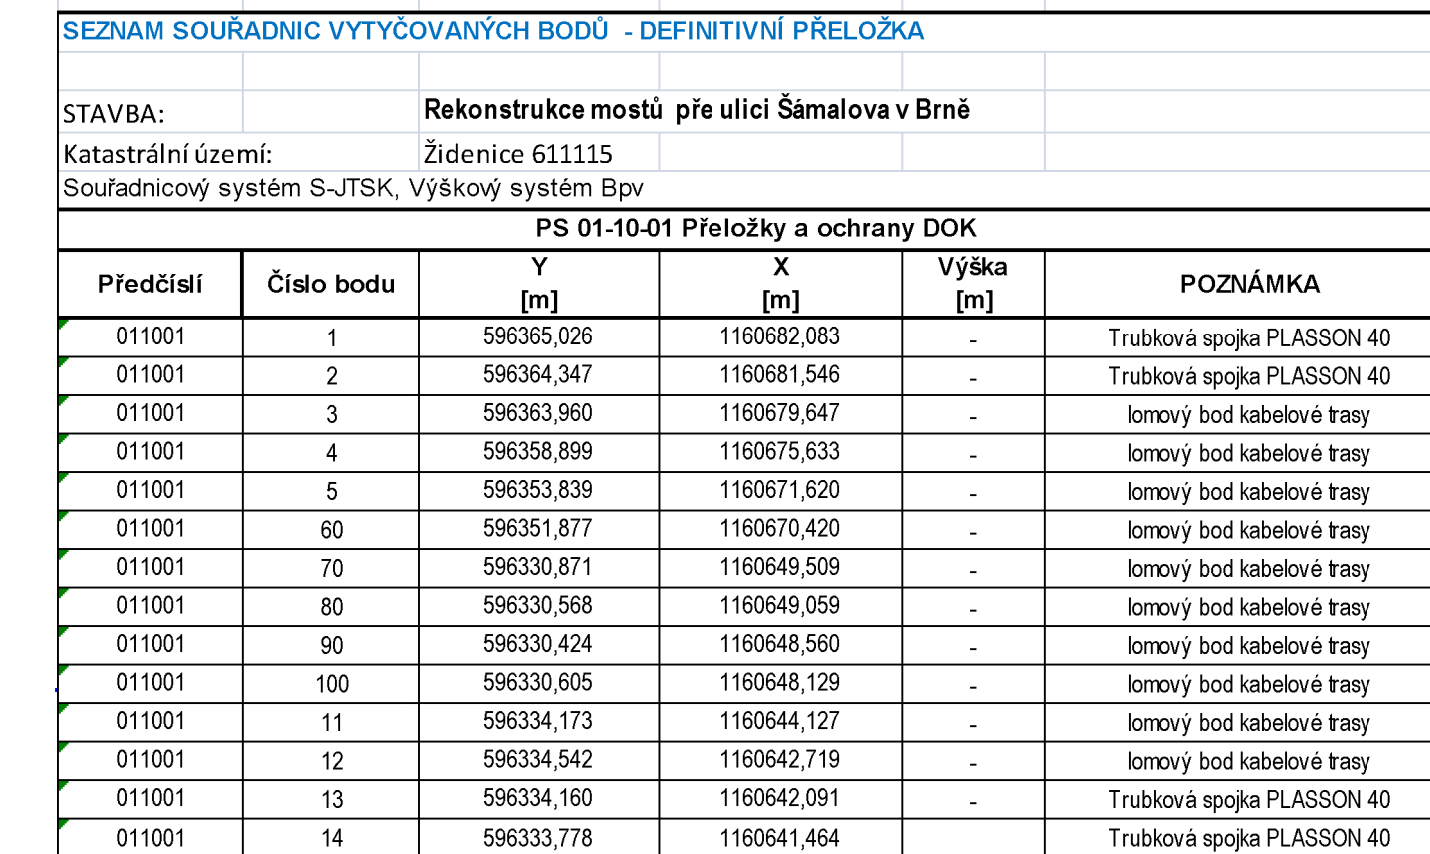 SEZNAM SOUŘADNIC VYTYČOVANÝCH BODŮ - DEFINITIVNÍ PŘELOŽKA
STAVBA: Rekonstrukce mostů pře ulici Šámalova v Brně
Katastrální území: Židenice 611115
Souřadnicový systém S-JTSK, Výškový systém Bpv
PS 01-10-01 Přeložky a ochrany DOK
Předčíslí Číslo bodu Y [m] X [m] Výška [m] POZNÁMKA
011001 1 596365,026 1160682,083 - Trubková spojka PLASSON 40
011001 2 596364,347 1160681,546 - Trubková spojka PLASSON 40
011001 3 596363,960 1160679,647 - lomový bod kabelové trasy
011001 4 596358,899 1160675,633 - lomový bod kabelové trasy
011001 5 596353,839 1160671,620 - lomový bod kabelové trasy
011001 60 596351,877 1160670,420 - lomový bod kabelové trasy
011001 70 596330,871 1160649,509 - lomový bod kabelové trasy
011001 80 596330,568 1160649,059 - lomový bod kabelové trasy
011001 90 596330,424 1160648,560 - lomový bod kabelové trasy
011001 100 596330,605 1160648,129 - lomový bod kabelové trasy
011001 11 596334,173 1160644,127 - lomový bod kabelové trasy
011001 12 596334,542 1160642,719 - lomový bod kabelové trasy
011001 13 596334,160 1160642,091 - Trubková spojka PLASSON 40
011001 14 596333,778 1160641,464 Trubková spojka PLASSON 40